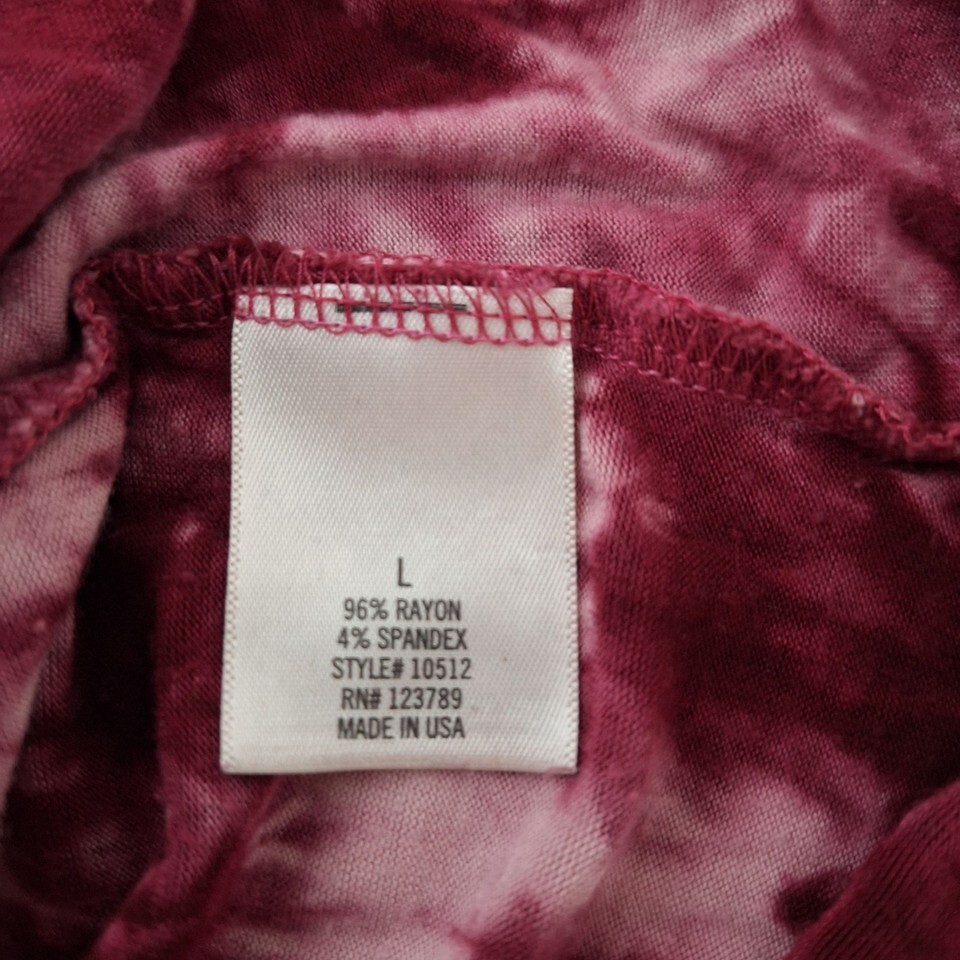 L
96% RAYON
4% SPANDEX
STYLE# 10512
RN# 123789
MADE IN USA